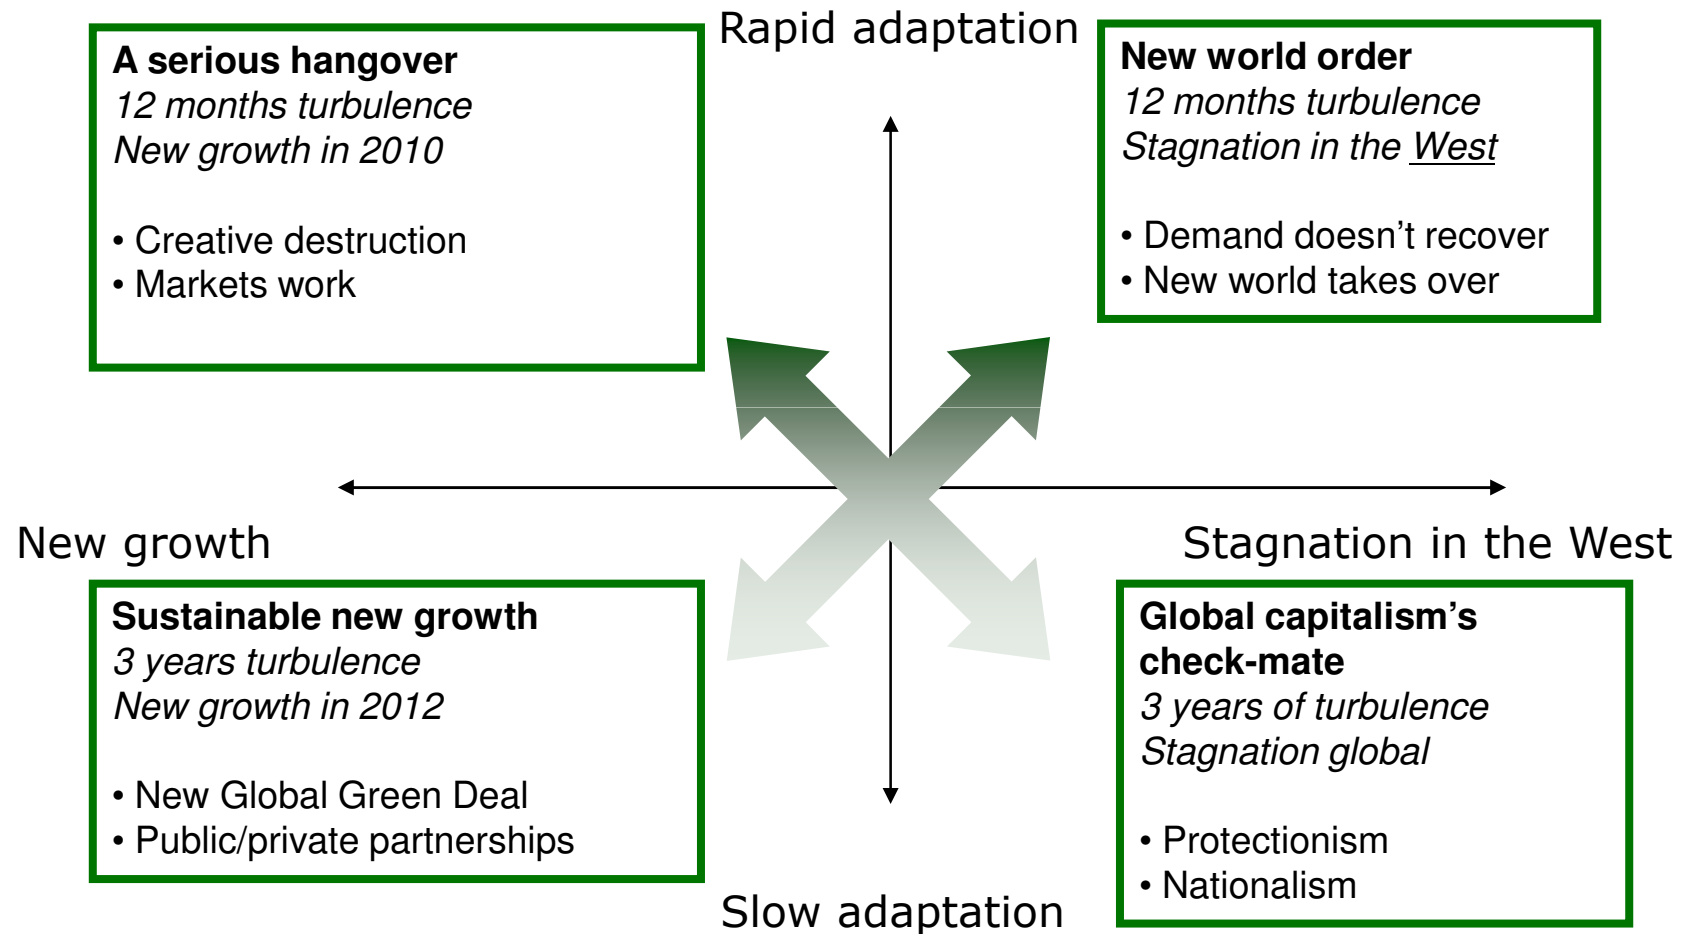 Rapid adaptation
A serious hangover
12 months turbulence
New growth in 2010
• Creative destruction
• Markets work
New world order
12 months turbulence
Stagnation in the West
• Demand doesn’t recover
• New world takes over
New growth
Stagnation in the West
Sustainable new growth
3 years turbulence
New growth in 2012
• New Global Green Deal
• Public/private partnerships
Global capitalism’s
check-mate
3 years of turbulence
Stagnation global
• Protectionism
• Nationalism
Slow adaptation